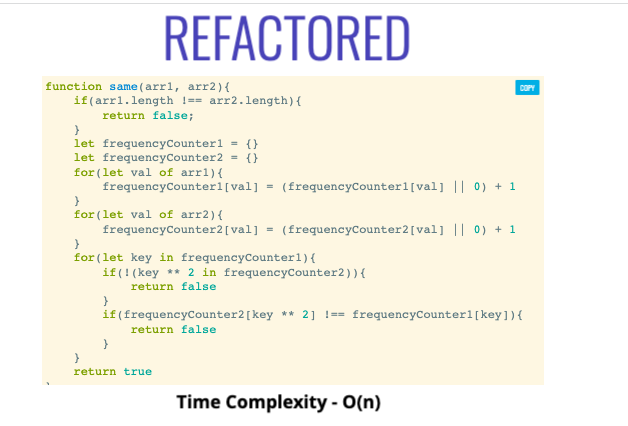 REFACTORED
function same(arr1, arr2){
COPY
    if(arr1.length !== arr2.length){
        return false;
    }
    let frequencyCounter1 = {}
    let frequencyCounter2 = {}
    for(let val of arr1){
        frequencyCounter1[val] = (frequencyCounter1[val] || 0) + 1
    }
    for(let val of arr2){
        frequencyCounter2[val] = (frequencyCounter2[val] || 0) + 1
    }
    for(let key in frequencyCounter1){
        if(!(key ** 2 in frequencyCounter2)){
            return false
        }
        if(frequencyCounter2[key ** 2] !== frequencyCounter1[key]){
            return false
        }
    }
    return true
Time Complexity - O(n)